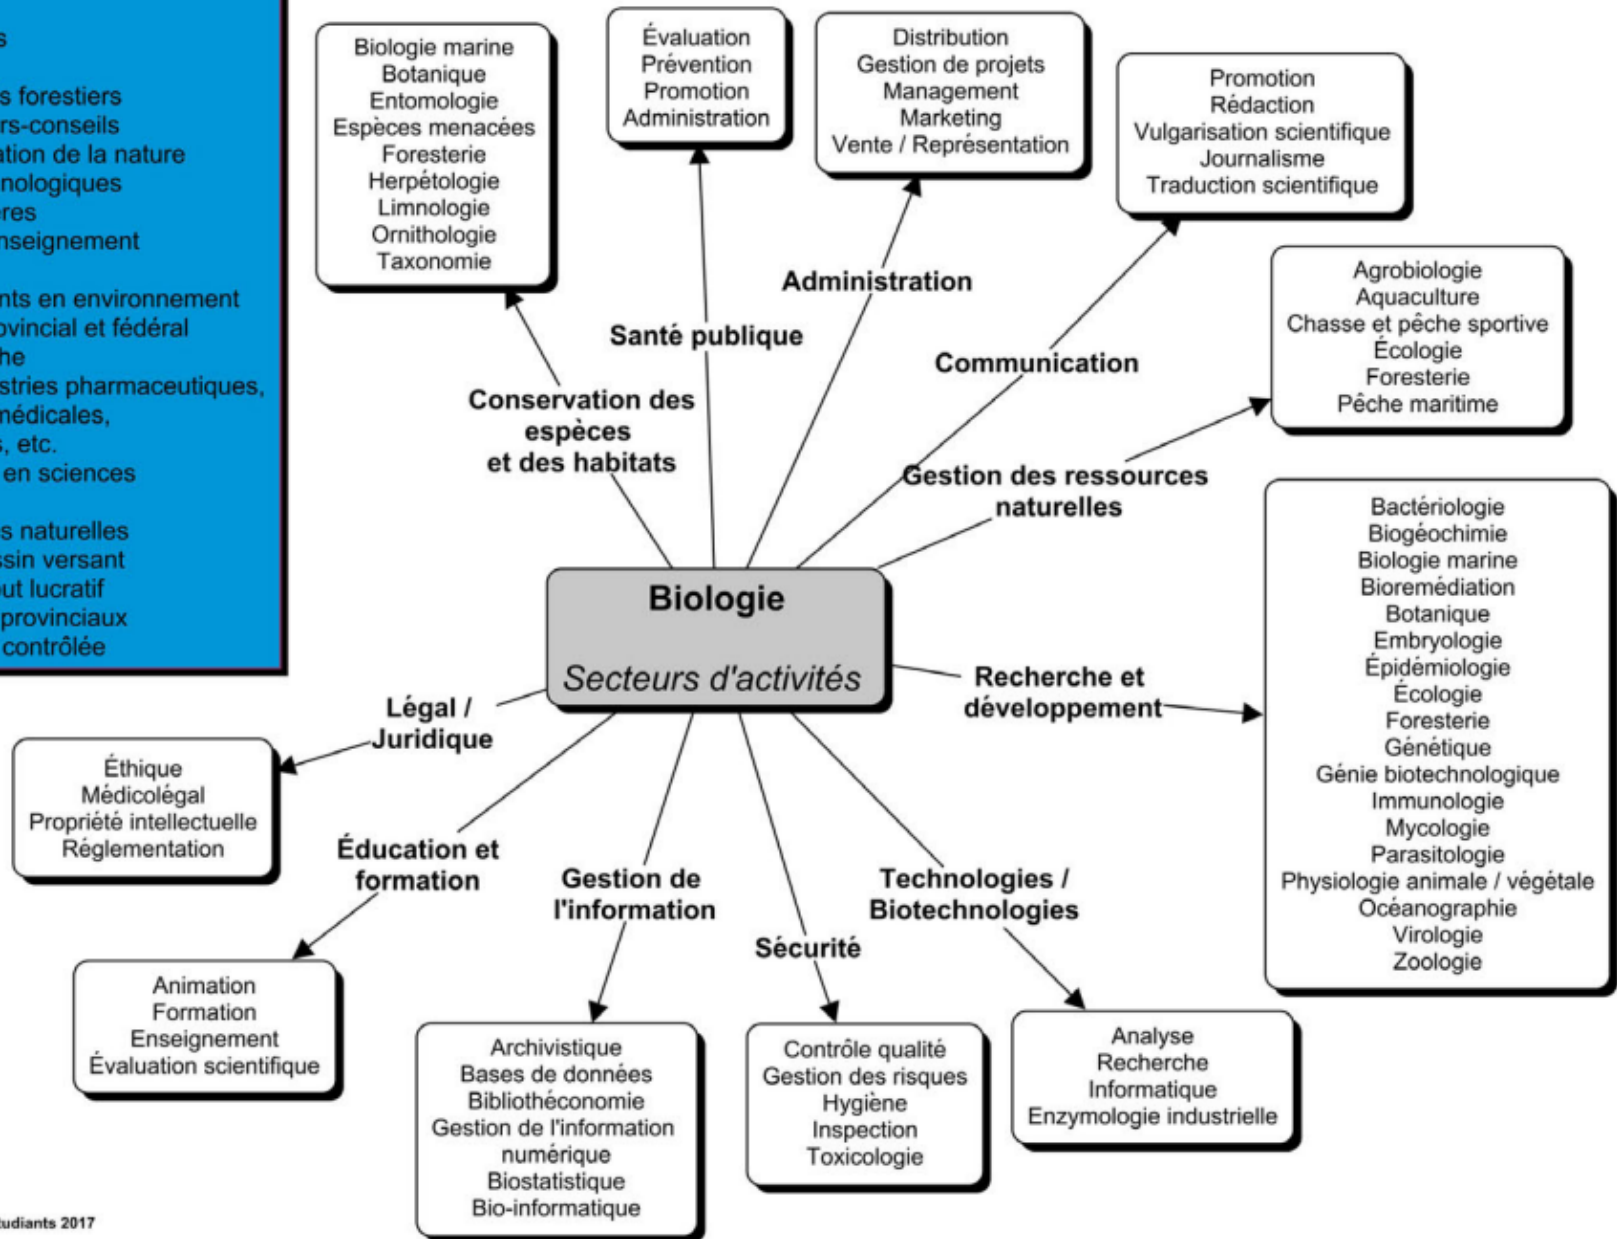 s forestiers
rs-conseils
ation de la nature
nologiques
ères
nseignement
nts en environnement
ovincial et fédéral
he
stries pharmaceutiques,
médicales,
s, etc.
en sciences
s naturelles
ssin versant
out lucratif
provinciaux
contrôlée
Biologie marine
Botanique
Entomologie
Espèces menacées
Foresterie
Herpétologie
Limnologie
Ornithologie
Taxonomie
Évaluation
Prévention
Promotion
Administration
Distribution
Gestion de projets
Management
Marketing
Vente / Représentation
Promotion
Rédaction
Vulgarisation scientifique
Journalisme
Traduction scientifique
Agrobiologie
Aquaculture
Chasse et pêche sportive
Écologie
Foresterie
Pêche maritime
Conservation des
espèces
et des habitats
Santé publique
Administration
Communication
Gestion des ressources
naturelles
Biologie
Secteurs d'activités
Recherche et
développement
Bactériologie
Biogéochimie
Biologie marine
Bioremédiation
Botanique
Embryologie
Épidémiologie
Écologie
Foresterie
Génétique
Génie biotechnologique
Immunologie
Mycologie
Parasitologie
Physiologie animale / végétale
Océanographie
Virologie
Zoologie
Légal /
Juridique
Éthique
Médicolégal
Propriété intellectuelle
Réglementation
Éducation et
formation
Animation
Formation
Enseignement
Évaluation scientifique
Gestion de
l'information
Archivistique
Bases de données
Bibliothéconomie
Gestion de l'information
numérique
Biostatistique
Bio-informatique
Sécurité
Contrôle qualité
Gestion des risques
Hygiène
Inspection
Toxicologie
Technologies /
Biotechnologies
Analyse
Recherche
Informatique
Enzymologie industrielle
tudiants 2017